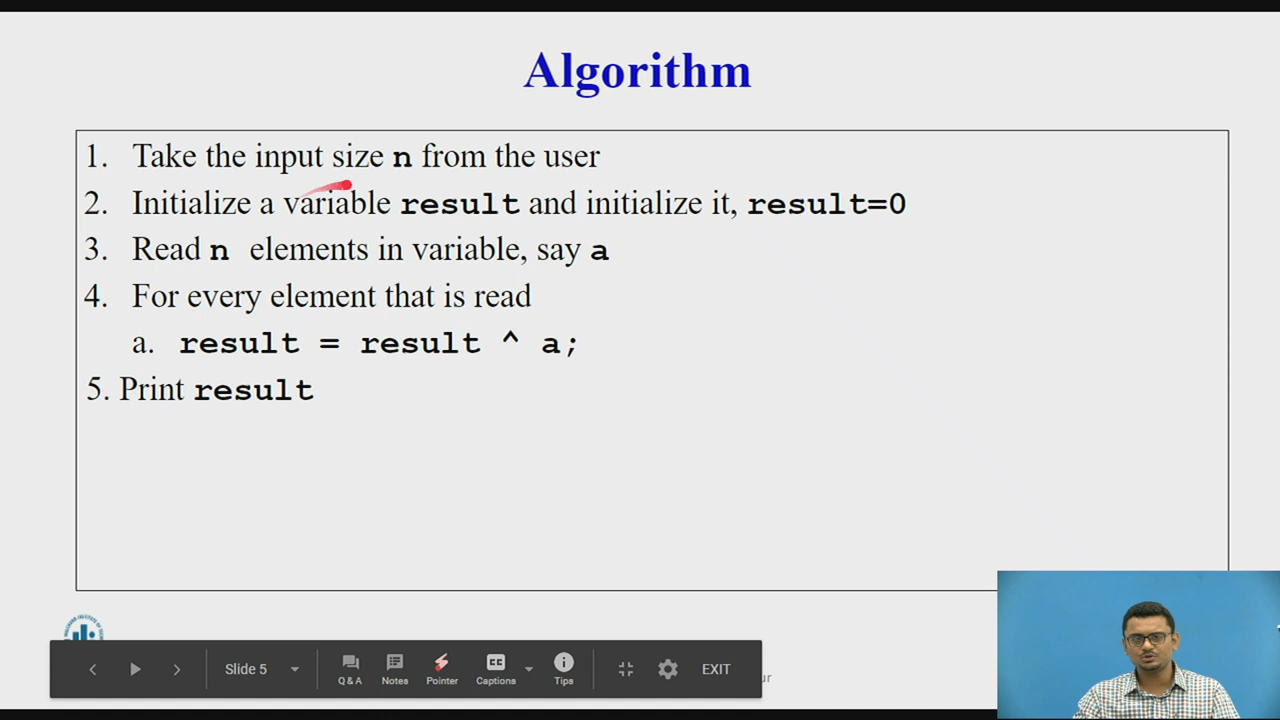 Algorithm
1. Take the input size n from the user
2. Initialize a variable result and initialize it, result=0
3. Read n elements in variable, say a
4. For every element that is read
a. result = result ^ a;
5. Print result
Slide 5
Q & A
Notes
Pointer
CC
Captions
Tips
EXIT
ur